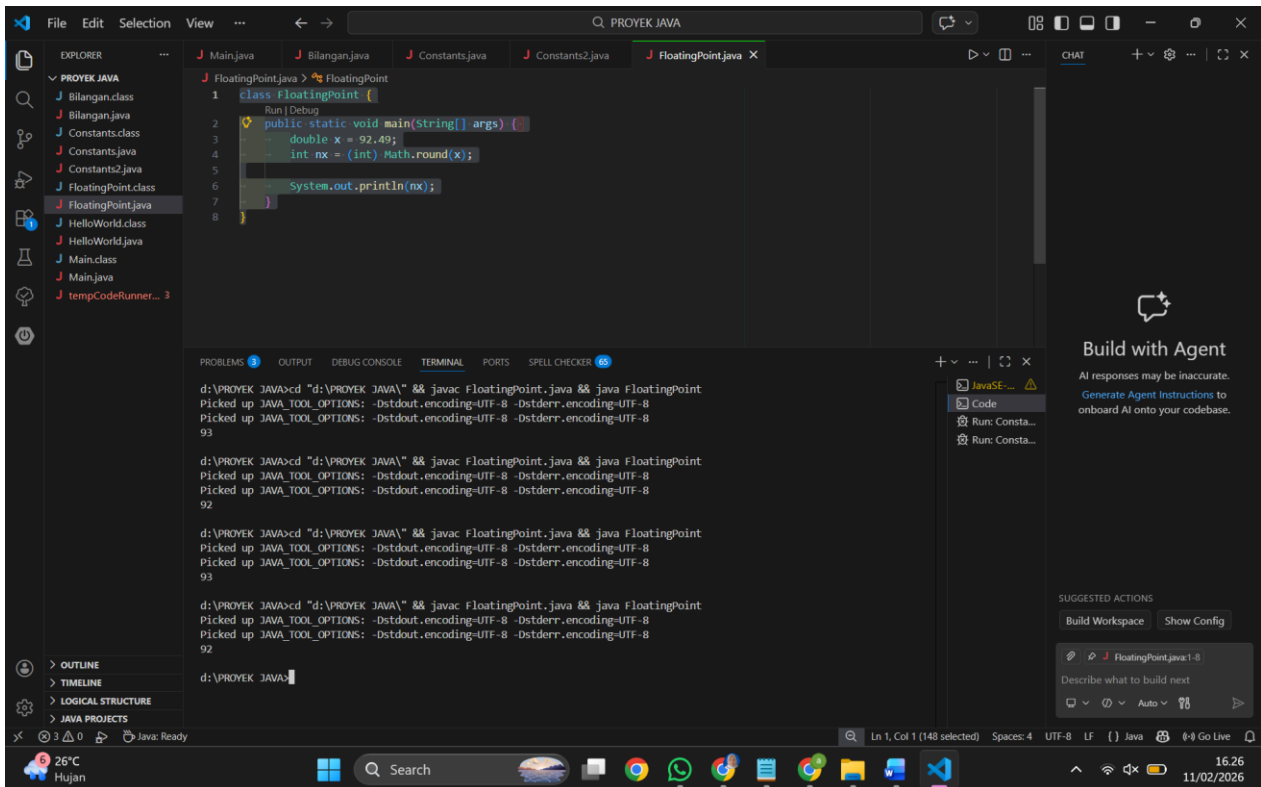 File Edit Selection View ··· PROYEK JAVA
EXPLORER ···
PROYEK JAVA
Bilangan.class
Bilangan.java
Constants.class
Constants.java
Constants2.java
FloatingPoint.class
FloatingPoint.java
HelloWorld.class
HelloWorld.java
Main.class
Main.java
tempCodeRunner... 3
OUTLINE
TIMELINE
LOGICAL STRUCTURE
JAVA PROJECTS
1
Main.java Bilangan.java Constants.java Constants2.java FloatingPoint.java
FloatingPoint.java > FloatingPoint
1 class FloatingPoint {
Run | Debug
2 public static void main(String[] args) {
3 double x = 92.49;
4 int nx = (int) Math.round(x);
5
6 System.out.println(nx);
7 }
8 }
PROBLEMS 3 OUTPUT DEBUG CONSOLE TERMINAL PORTS SPELL CHECKER 65
d:\PROYEK JAVA>cd "d:\PROYEK JAVA\" && javac FloatingPoint.java && java FloatingPoint
Picked up JAVA_TOOL_OPTIONS: -Dstdout.encoding=UTF-8 -Dstderr.encoding=UTF-8
Picked up JAVA_TOOL_OPTIONS: -Dstdout.encoding=UTF-8 -Dstderr.encoding=UTF-8
93
d:\PROYEK JAVA>cd "d:\PROYEK JAVA\" && javac FloatingPoint.java && java FloatingPoint
Picked up JAVA_TOOL_OPTIONS: -Dstdout.encoding=UTF-8 -Dstderr.encoding=UTF-8
Picked up JAVA_TOOL_OPTIONS: -Dstdout.encoding=UTF-8 -Dstderr.encoding=UTF-8
92
d:\PROYEK JAVA>cd "d:\PROYEK JAVA\" && javac FloatingPoint.java && java FloatingPoint
Picked up JAVA_TOOL_OPTIONS: -Dstdout.encoding=UTF-8 -Dstderr.encoding=UTF-8
Picked up JAVA_TOOL_OPTIONS: -Dstdout.encoding=UTF-8 -Dstderr.encoding=UTF-8
93
d:\PROYEK JAVA>cd "d:\PROYEK JAVA\" && javac FloatingPoint.java && java FloatingPoint
Picked up JAVA_TOOL_OPTIONS: -Dstdout.encoding=UTF-8 -Dstderr.encoding=UTF-8
Picked up JAVA_TOOL_OPTIONS: -Dstdout.encoding=UTF-8 -Dstderr.encoding=UTF-8
92
d:\PROYEK JAVA>
JavaSE-...
Code
Run: Consta...
Run: Consta...
CHAT
Build with Agent
AI responses may be inaccurate.
Generate Agent Instructions to
onboard AI onto your codebase.
SUGGESTED ACTIONS
Build Workspace Show Config
FloatingPoint.java:1-8
Describe what to build next
Auto
3 0 Java: Ready Ln 1, Col 1 (148 selected) Spaces: 4 UTF-8 LF { } Java Go Live
6 26°C
Hujan
Search
16.26
11/02/2026